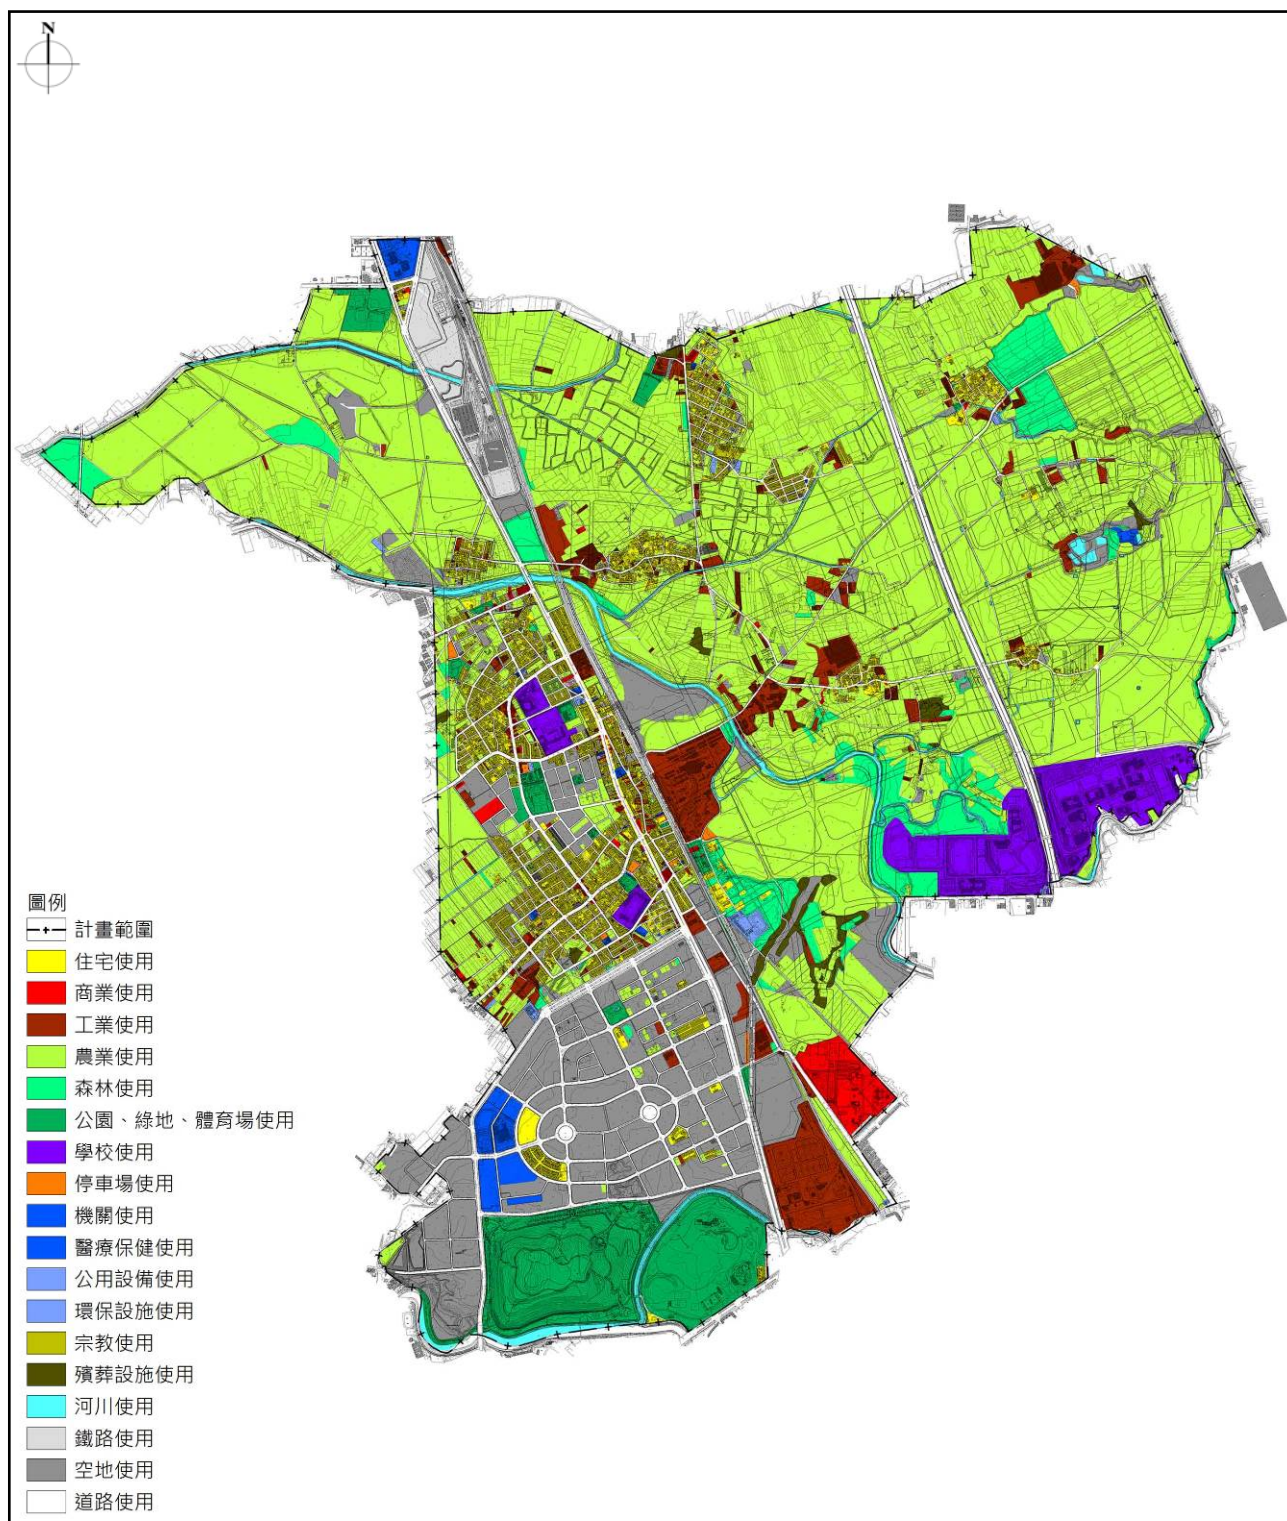 N
圖例
計畫範圍
住宅使用
商業使用
工業使用
農業使用
森林使用
公園、綠地、體育場使用
學校使用
停車場使用
機關使用
醫療保健使用
公用設備使用
環保設施使用
宗教使用
殯葬設施使用
河川使用
鐵路使用
空地使用
道路使用